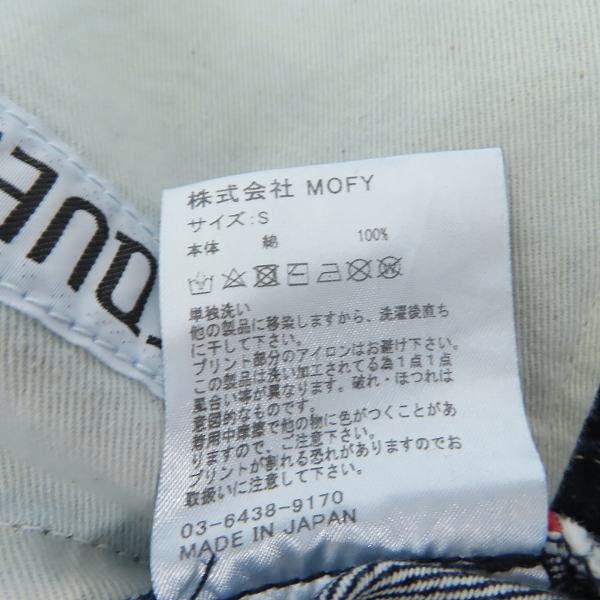 株式会社 MOFY
サイズ:S
本体 綿 100%
単独洗い
他の製品に移染しますから、洗濯後直ち
に干して下さい。
プリント部分のアイロンはお避け下さい。
この製品は洗い加工されてる為1点1点
風合い等が異なります。破れ・ほつれは
意図的なものです。
着用中摩擦で他の物に色がつくことがあ
りますので、ご注意下さい。
プリントが割れる恐れがありますのでお
取扱いに注意して下さい。
03-6438-9170
MADE IN JAPAN
QUE